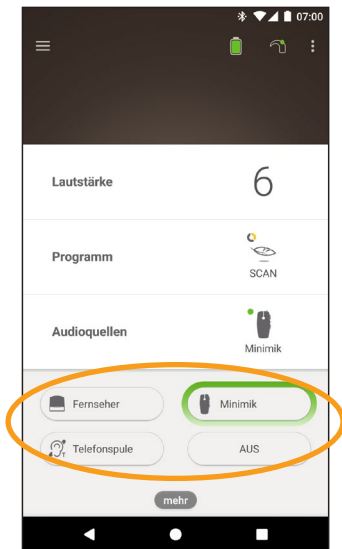 07:00
Lautstärke 6
Programm
SCAN
Audioquellen
Minimik
Fernseher Minimik
T
Telefonspule AUS
mehr